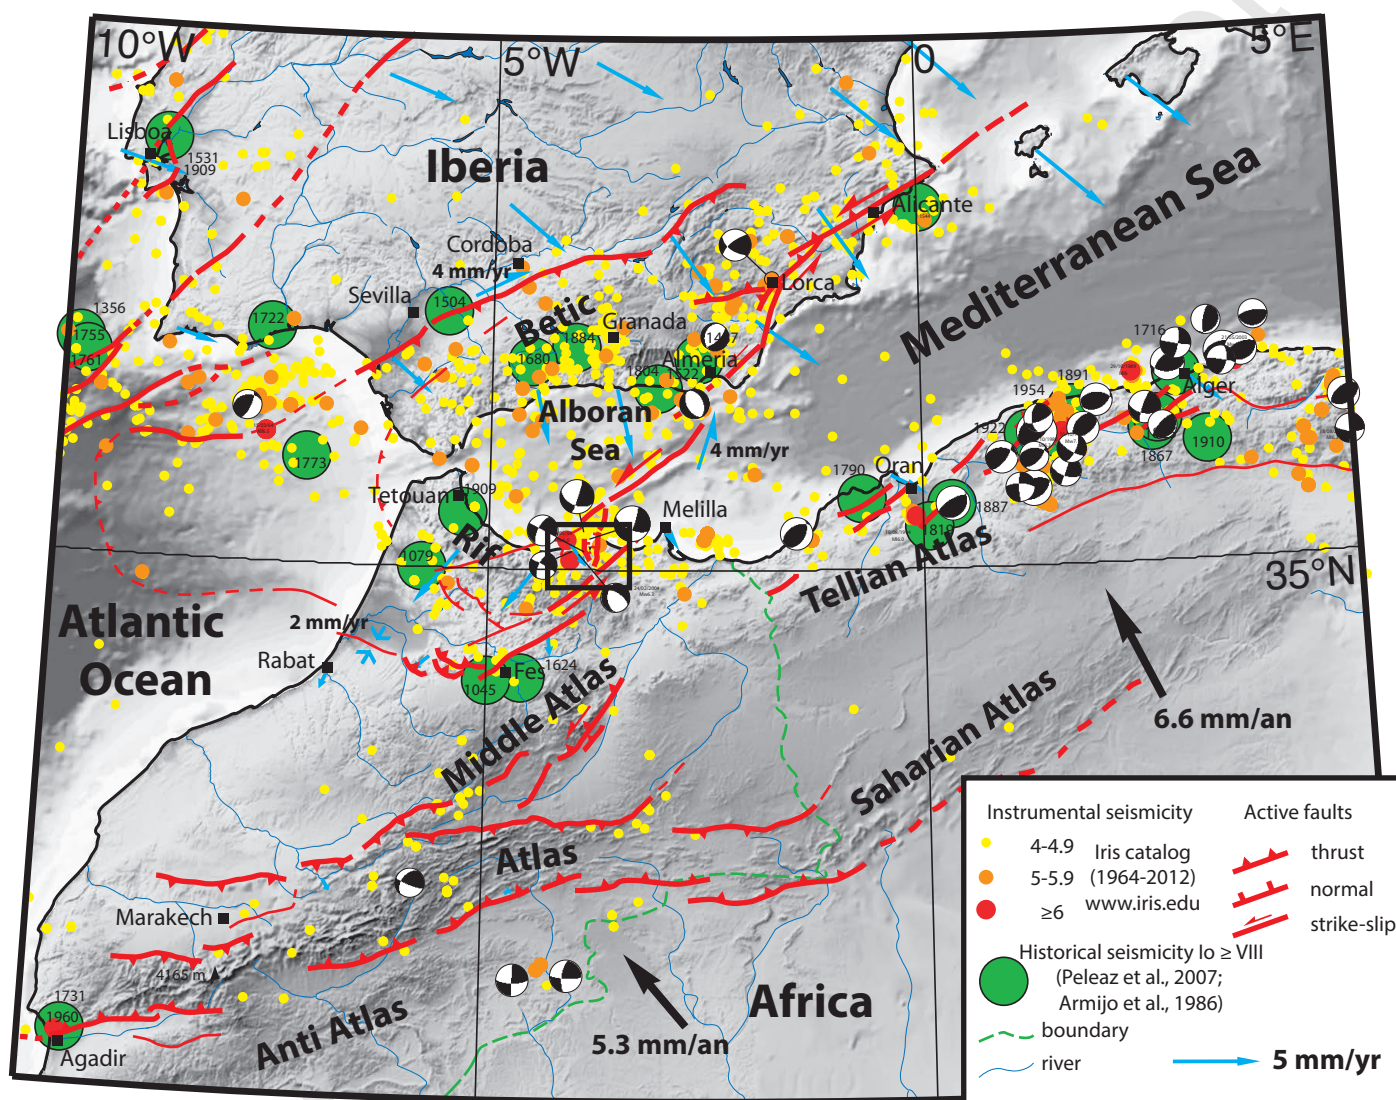 10°W
5°W
0
5°E
Lisboa
1531
1909
Iberia
Alicante
Mediterranean Sea
Cordoba
4 mm/yr
Sevilla
Lorca
1504
Betic
Granada
1356
1755
1761
1722
1884
1680
1804
1522
Almeria
1716
1891
Alger
1954
1922
1910
1867
Alboran
Sea
4 mm/yr
1773
1790
Oran
Tetouan
1909
Melilla
1887
1819
Rif
1079
Tellian Atlas
35°N
Atlantic
Ocean
2 mm/yr
Rabat
Fes
1624
1045
6.6 mm/an
Middle Atlas
Saharian Atlas
Atlas
Marakech
4165 m
Africa
5.3 mm/an
Anti Atlas
1731
1960
Agadir
Instrumental seismicity
4-4.9
5-5.9
≥6
Iris catalog
(1964-2012)
www.iris.edu
Active faults
thrust
normal
strike-slip
Historical seismicity Io ≥ VIII
(Peleaz et al., 2007;
Armijo et al., 1986)
boundary
river
5 mm/yr